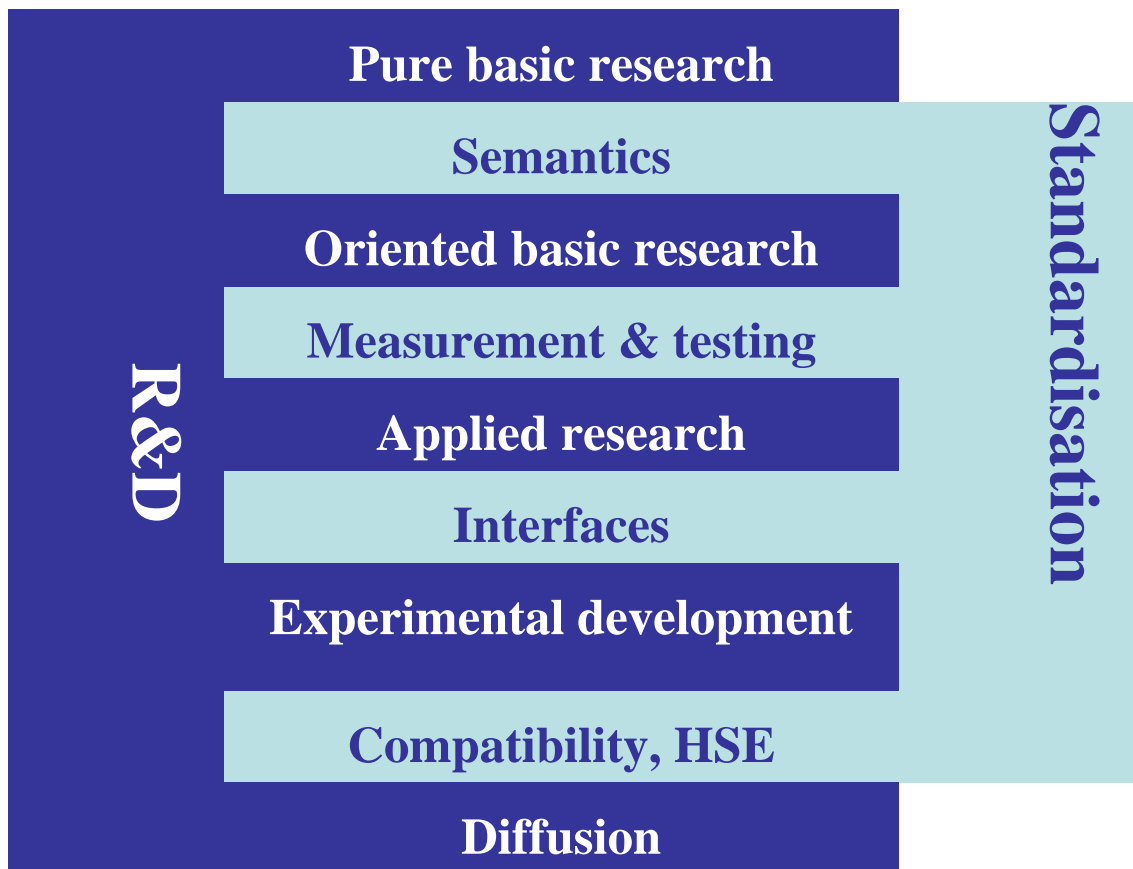 Pure basic research
Semantics
Oriented basic research
Measurement & testing
Applied research
Interfaces
Experimental development
Compatibility, HSE
Diffusion
R&D
Standardisation